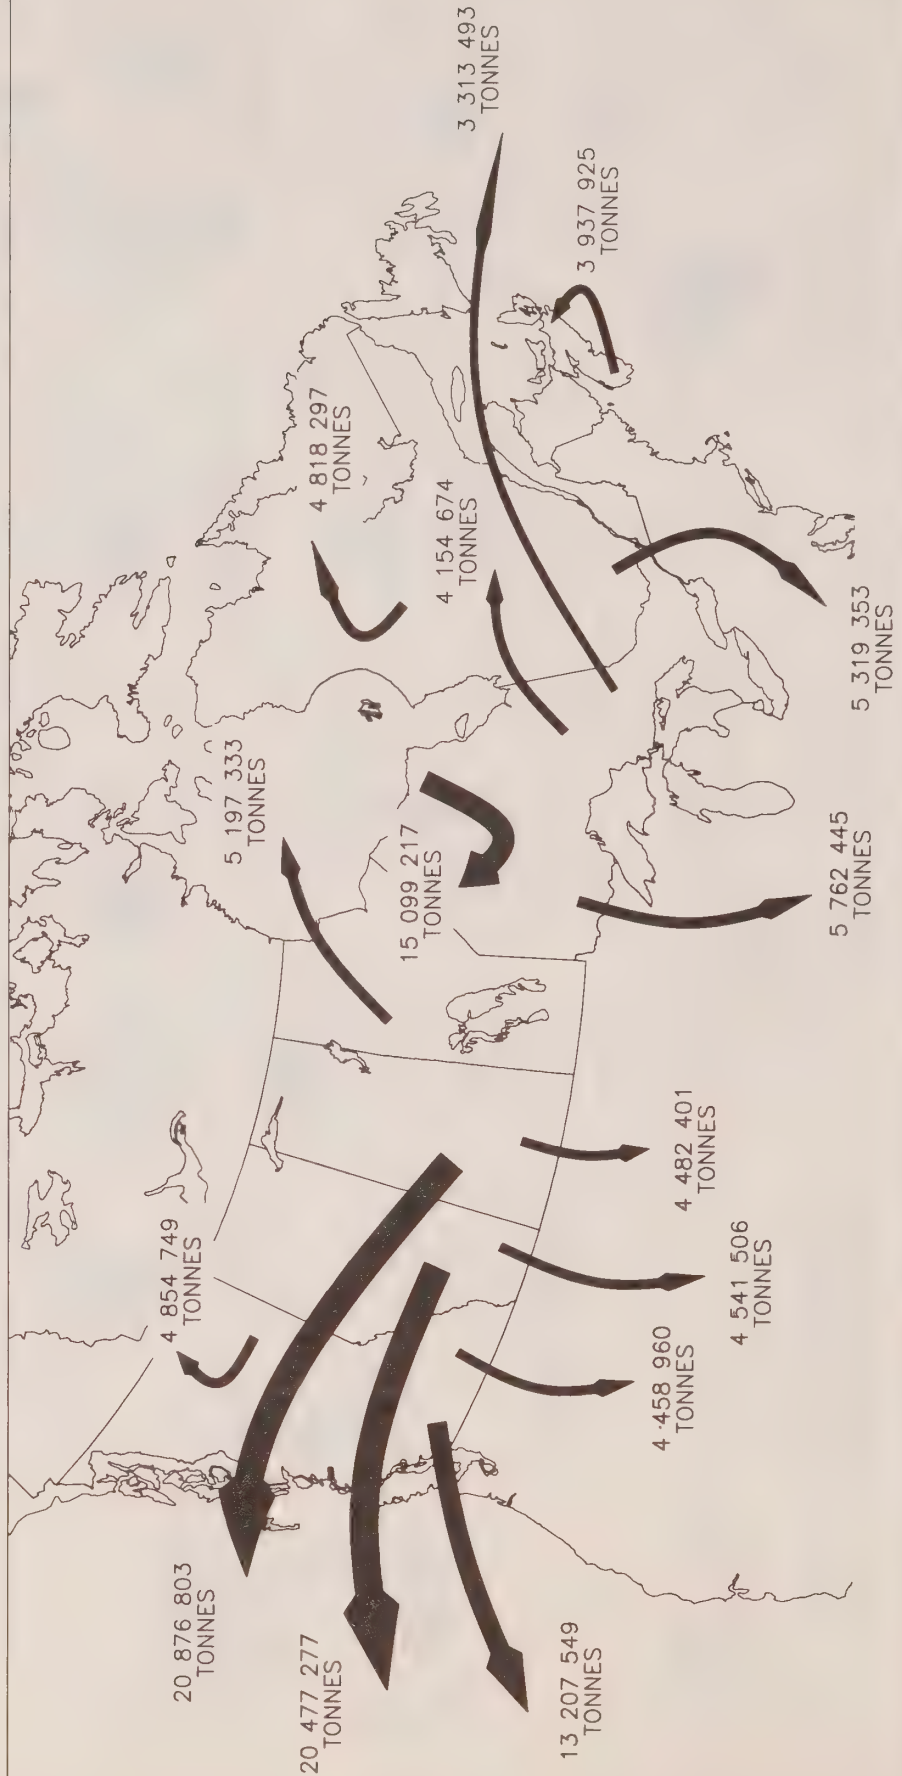 20 876 803
TONNES
20 477 277
TONNES
13 207 549
TONNES
4 854 749
TONNES
4 458 960
TONNES
4 541 506
TONNES
4 482 401
TONNES
5 197 333
TONNES
15 099 217
TONNES
5 762 445
TONNES
4 818 297
TONNES
4 154 674
TONNES
5 319 353
TONNES
3 313 493
TONNES
3 937 925
TONNES